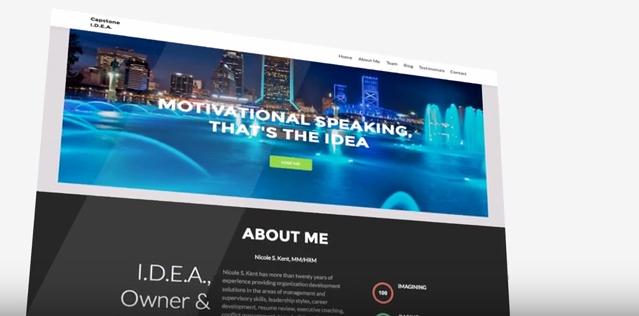 Capstone
I.D.E.A.
Home About Me Team Blog Testimonials Contact
MOTIVATIONAL SPEAKING,
THAT'S THE IDEA
ABOUT ME
Nicole S. Kent, MM/HRM
I.D.E.A.,
Owner &
Nicole S. Kent has more than twenty years of
experience providing organization development
solutions in the areas of management and
supervisory skills, leadership styles, career
development, resume review, executive coaching,
100
IMAGINING